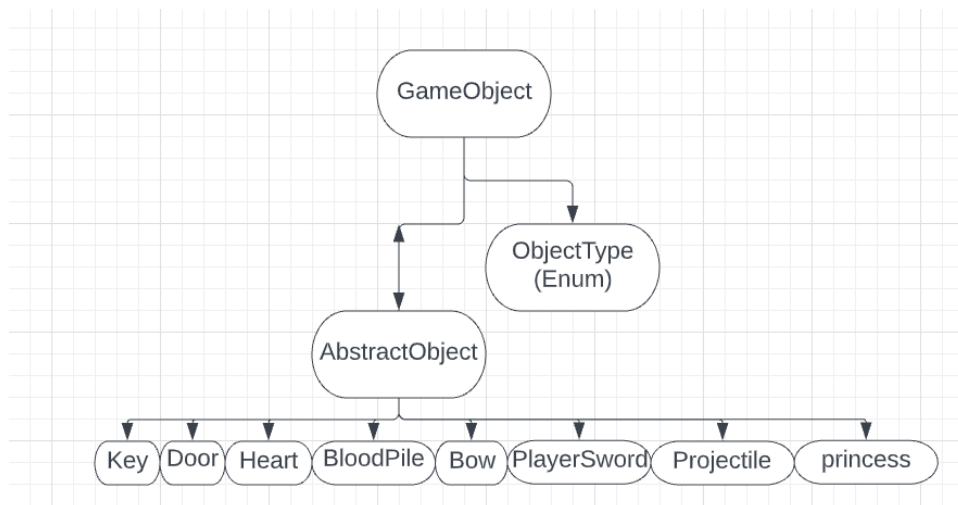 GameObject
ObjectType
(Enum)
AbstractObject
Key
Door
Heart
BloodPile
Bow
PlayerSword
Projectile
princess